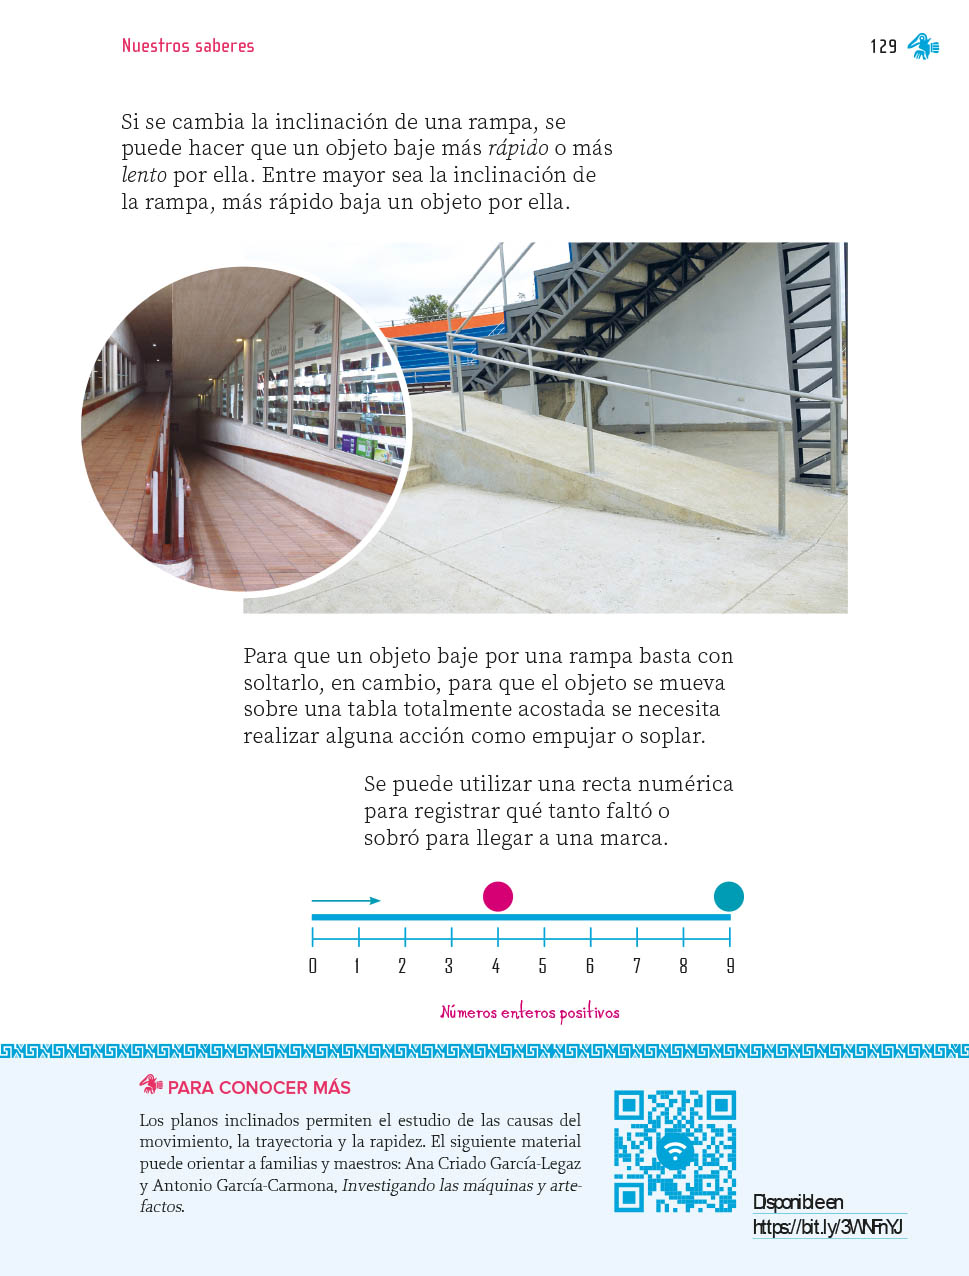 Nuestros saberes
129
Si se cambia la inclinación de una rampa, se
puede hacer que un objeto baje más rápido o más
lento por ella. Entre mayor sea la inclinación de
la rampa, más rápido baja un objeto por ella.
Para que un objeto baje por una rampa basta con
soltarlo, en cambio, para que el objeto se mueva
sobre una tabla totalmente acostada se necesita
realizar alguna acción como empujar o soplar.
Se puede utilizar una recta numérica
para registrar qué tanto faltó o
sobró para llegar a una marca.
0 1 2 3 4 5 6 7 8 9
Números enteros positivos
PARA CONOCER MÁS
Los planos inclinados permiten el estudio de las causas del
movimiento, la trayectoria y la rapidez. El siguiente material
puede orientar a familias y maestros: Ana Criado García-Legaz
y Antonio García-Carmona, Investigando las máquinas y arte-
factos.
Disponible en
https://bit.ly/3WNFnYJ